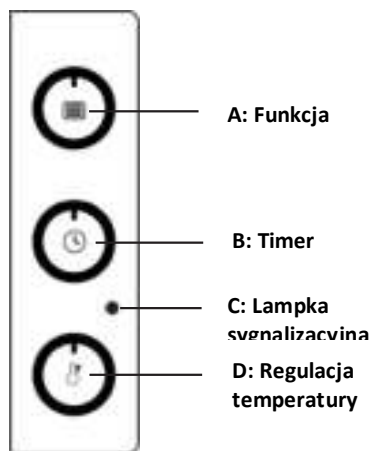 A: Funkcja
B: Timer
C: Lampka
sygnalizacyjna
D: Regulacja
temperatury